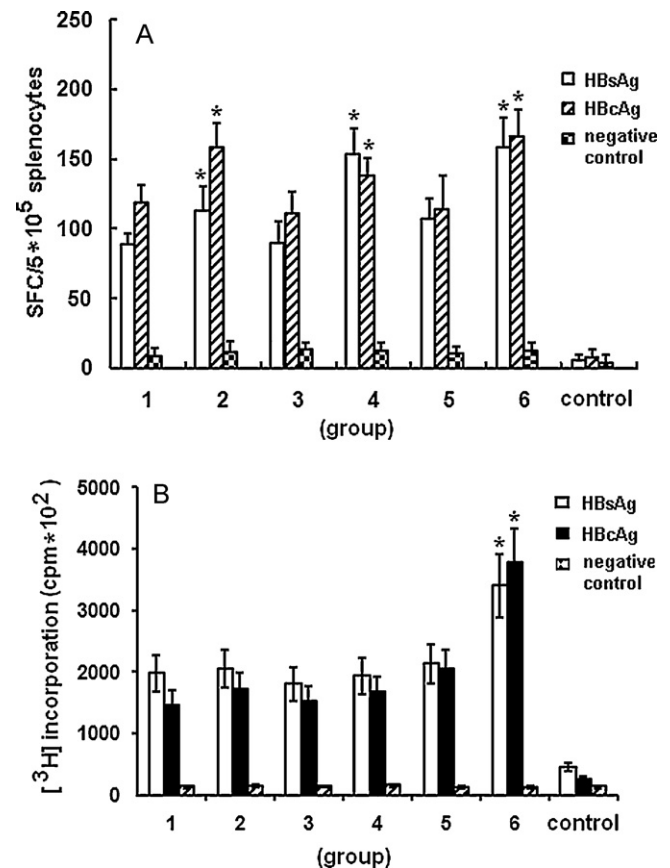 A
250
200
150
100
50
0
SFC/5*10⁵ splenocytes
HBsAg
HBcAg
negative
control
* * * * * *
1 2 3 4 5 6 control
(group)
B
5000
4000
3000
2000
1000
0
[³H] incorporation (cpm*10²)
HBsAg
HBcAg
negative
control
* *
1 2 3 4 5 6 control
(group)